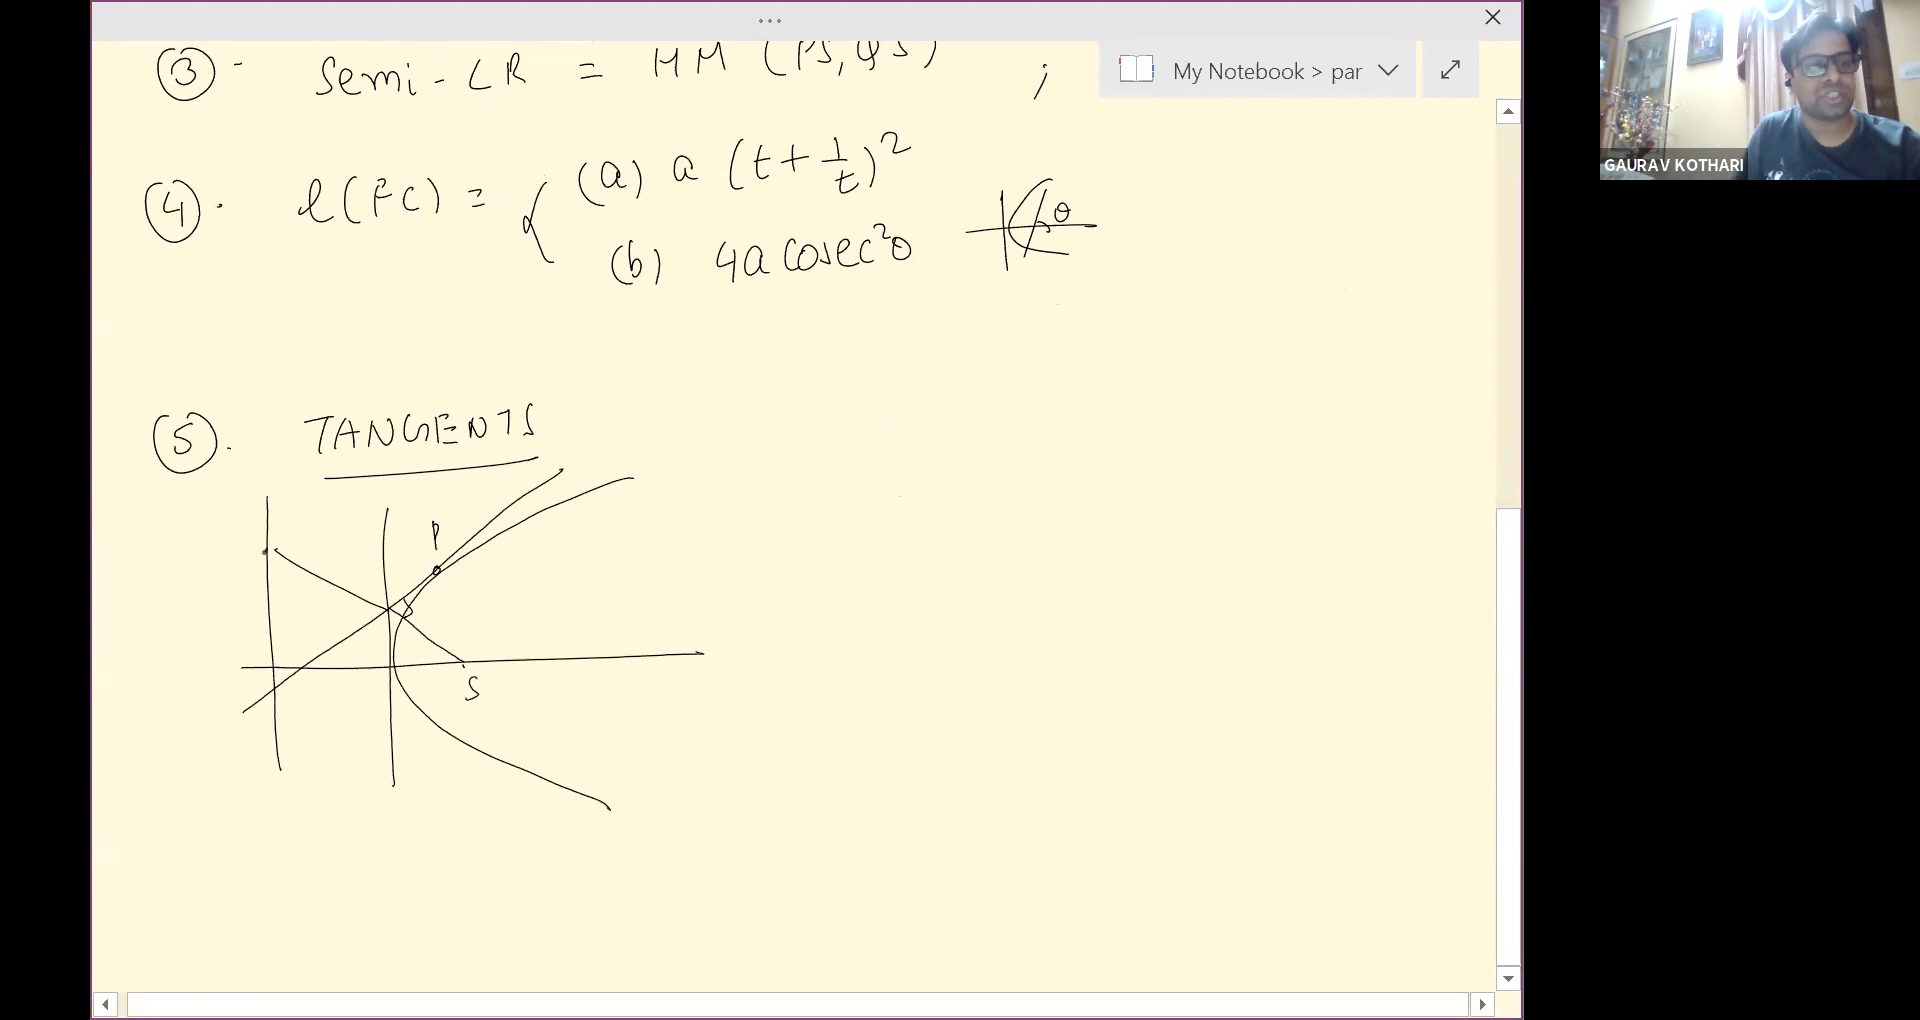 ...
③ - Semi-LR = HM (PS, QS) ;
My Notebook > par
GAURAV KOTHARI
④. l(FC) = { (a) a (t + 1/t)²
(b) 4a cosec²θ
θ
⑤. TANGENTS
P
S